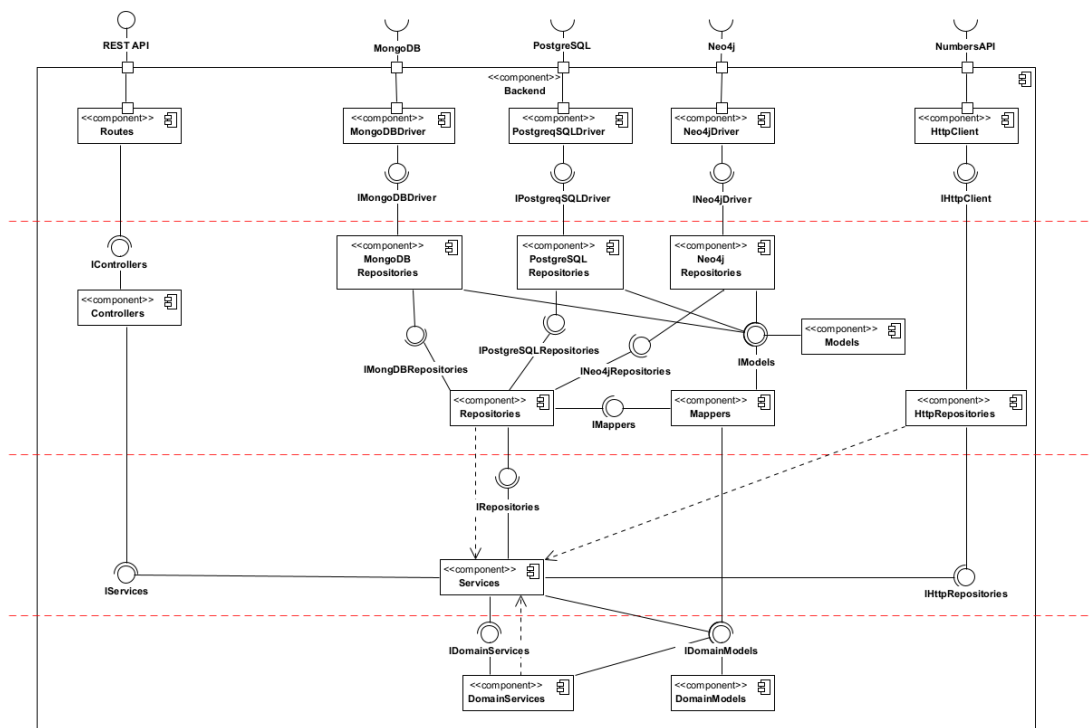 REST API
MongoDB
PostgreSQL
Neo4j
NumbersAPI
<<component>>
Backend
<<component>>
Routes
<<component>>
MongoDBDriver
<<component>>
PostgreqSQLDriver
<<component>>
Neo4jDriver
<<component>>
HttpClient
IMongoDBDriver
IPostgreqSQLDriver
INeo4jDriver
IHttpClient
IControllers
<<component>>
MongoDB
Repositories
<<component>>
PostgreSQL
Repositories
<<component>>
Neo4j
Repositories
<<component>>
Controllers
<<component>>
Models
IPostgreSQLRepositories
IModels
IMongDBRepositories
INeo4jRepositories
<<component>>
Repositories
<<component>>
Mappers
<<component>>
HttpRepositories
IMappers
IRepositories
<<component>>
Services
IServices
IHttpRepositories
IDomainServices
IDomainModels
<<component>>
DomainServices
<<component>>
DomainModels